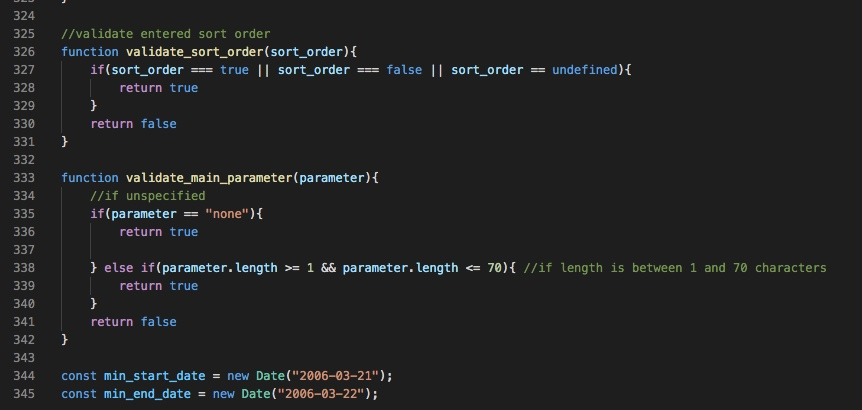 324
325 //validate entered sort order
326 function validate_sort_order(sort_order){
327 if(sort_order === true || sort_order === false || sort_order == undefined){
328 return true
329 }
330 return false
331 }
332
333 function validate_main_parameter(parameter){
334 //if unspecified
335 if(parameter == "none"){
336 return true
337
338 } else if(parameter.length >= 1 && parameter.length <= 70){ //if length is between 1 and 70 characters
339 return true
340 }
341 return false
342 }
343
344 const min_start_date = new Date("2006-03-21");
345 const min_end_date = new Date("2006-03-22");